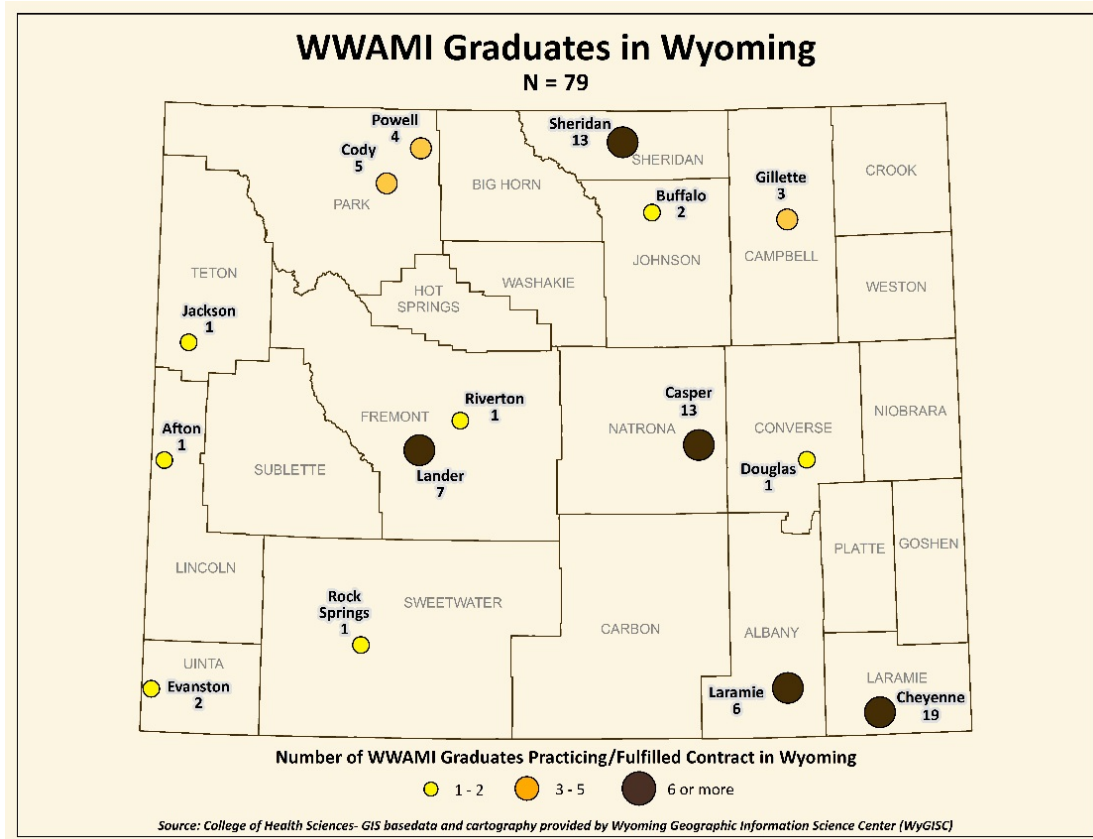 WWAMI Graduates in Wyoming
N = 79
Powell
4
Cody
5
PARK
BIG HORN
Sheridan
13
SHERIDAN
Buffalo
2
JOHNSON
Gillette
3
CAMPBELL
CROOK
WESTON
TETON
Jackson
1
HOT
SPRINGS
WASHAKIE
Afton
1
SUBLETTE
FREMONT
Riverton
1
Lander
7
Casper
13
NATRONA
CONVERSE
Douglas
1
NIOBRARA
LINCOLN
Rock
Springs
1
SWEETWATER
CARBON
ALBANY
PLATTE
GOSHEN
UINTA
Evanston
2
Laramie
6
LARAMIE
Cheyenne
19
Number of WWAMI Graduates Practicing/Fulfilled Contract in Wyoming
1 - 2
3 - 5
6 or more
Source: College of Health Sciences- GIS basedata and cartography provided by Wyoming Geographic Information Science Center (WyGISC)